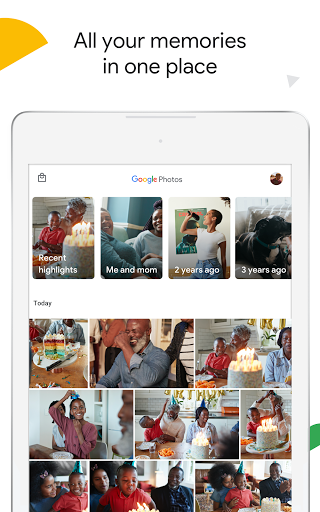 All your memories
in one place
Google Photos
Recent
highlights
Me and mom
2 years ago
3 years ago
Today